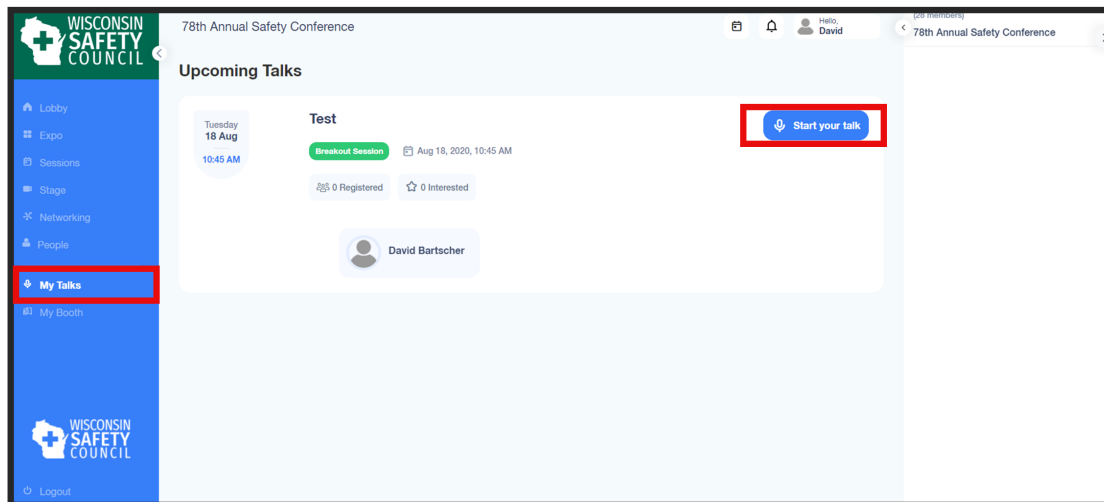 WISCONSIN
SAFETY
COUNCIL
Lobby
Expo
Sessions
Stage
Networking
People
My Talks
My Booth
WISCONSIN
SAFETY
COUNCIL
Logout
78th Annual Safety Conference
Hello,
David
Upcoming Talks
Tuesday
18 Aug
10:45 AM
Test
Breakout Session
Aug 18, 2020, 10:45 AM
0 Registered
0 Interested
David Bartscher
Start your talk
(28 members)
78th Annual Safety Conference